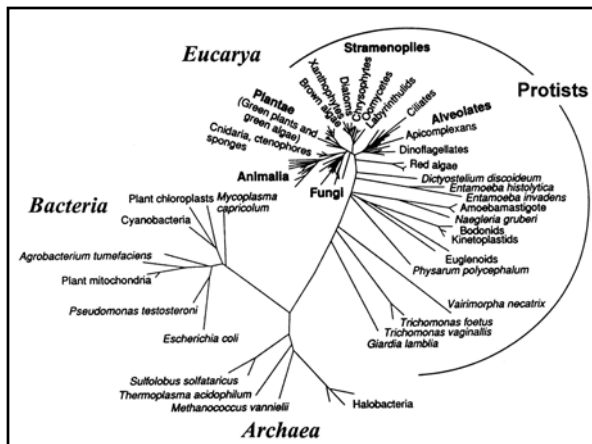 Eucarya
Stramenoplies
Xanthophytes
Brown algae
Diatoms
Chrysophytes
Oomycetes
Labyrinthulids
Ciliates
Protists
Plantae
(Green plants and
green algae)
Alveolates
Apicomplexans
Dinoflagellates
Cnidaria, ctenophores
sponges
Animalia
Fungi
Red algae
Dictyostelium discoideum
Entamoeba histolytica
Entamoeba invadens
Amoebamastigote
Naegleria gruberi
Bodonids
Kinetoplastids
Euglenoids
Physarum polycephalum
Vairimorpha necatrix
Trichomonas foetus
Trichomonas vaginallis
Giardia lamblia
Bacteria
Plant chloroplasts
Mycoplasma
capricolum
Cyanobacteria
Agrobacterium tumefaciens
Plant mitochondria
Pseudomonas testosteroni
Escherichia coli
Sulfolobus solfataricus
Thermoplasma acidophilum
Methanococcus vannielii
Halobacteria
Archaea